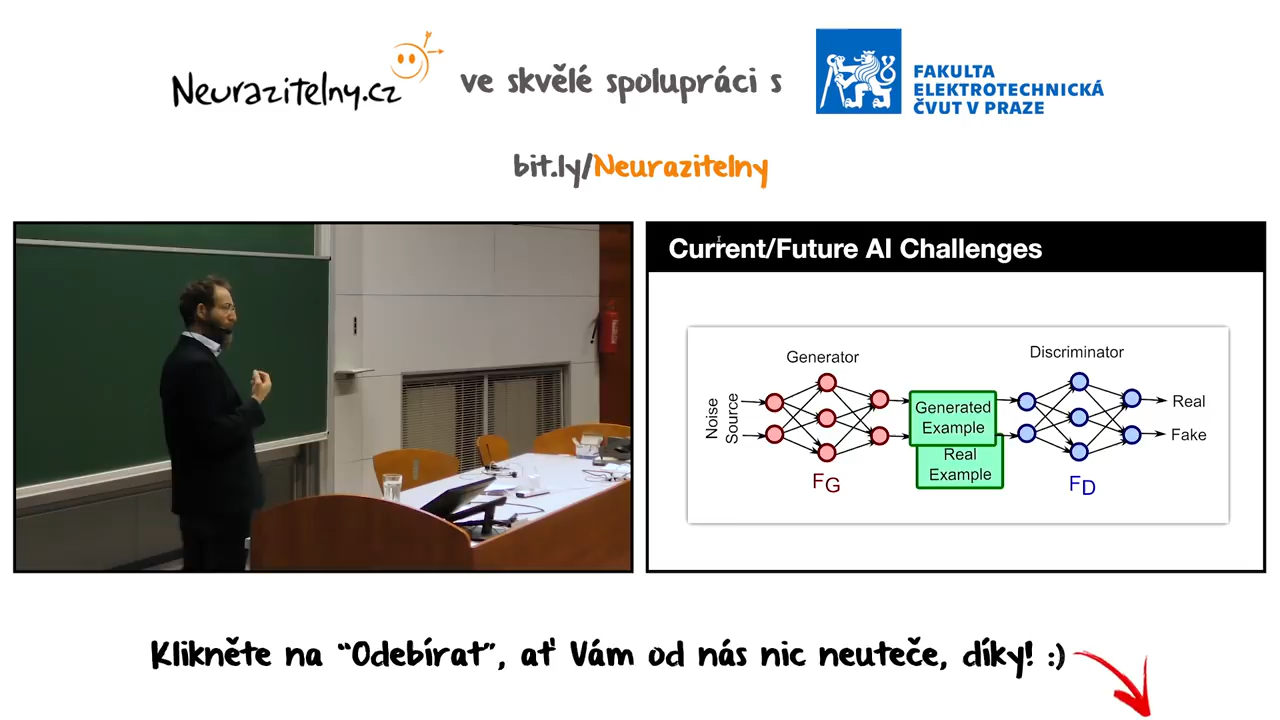 Neurazitelny.cz ve skvělé spolupráci s
FAKULTA
ELEKTROTECHNICKÁ
ČVUT V PRAZE
bit.ly/Neurazitelny
Current/Future AI Challenges
Generator
Discriminator
Noise
Source
Generated
Example
Real
Example
Real
Fake
FG
FD
Klikněte na “Odebírat”, ať Vám od nás nic neuteče, díky! :)